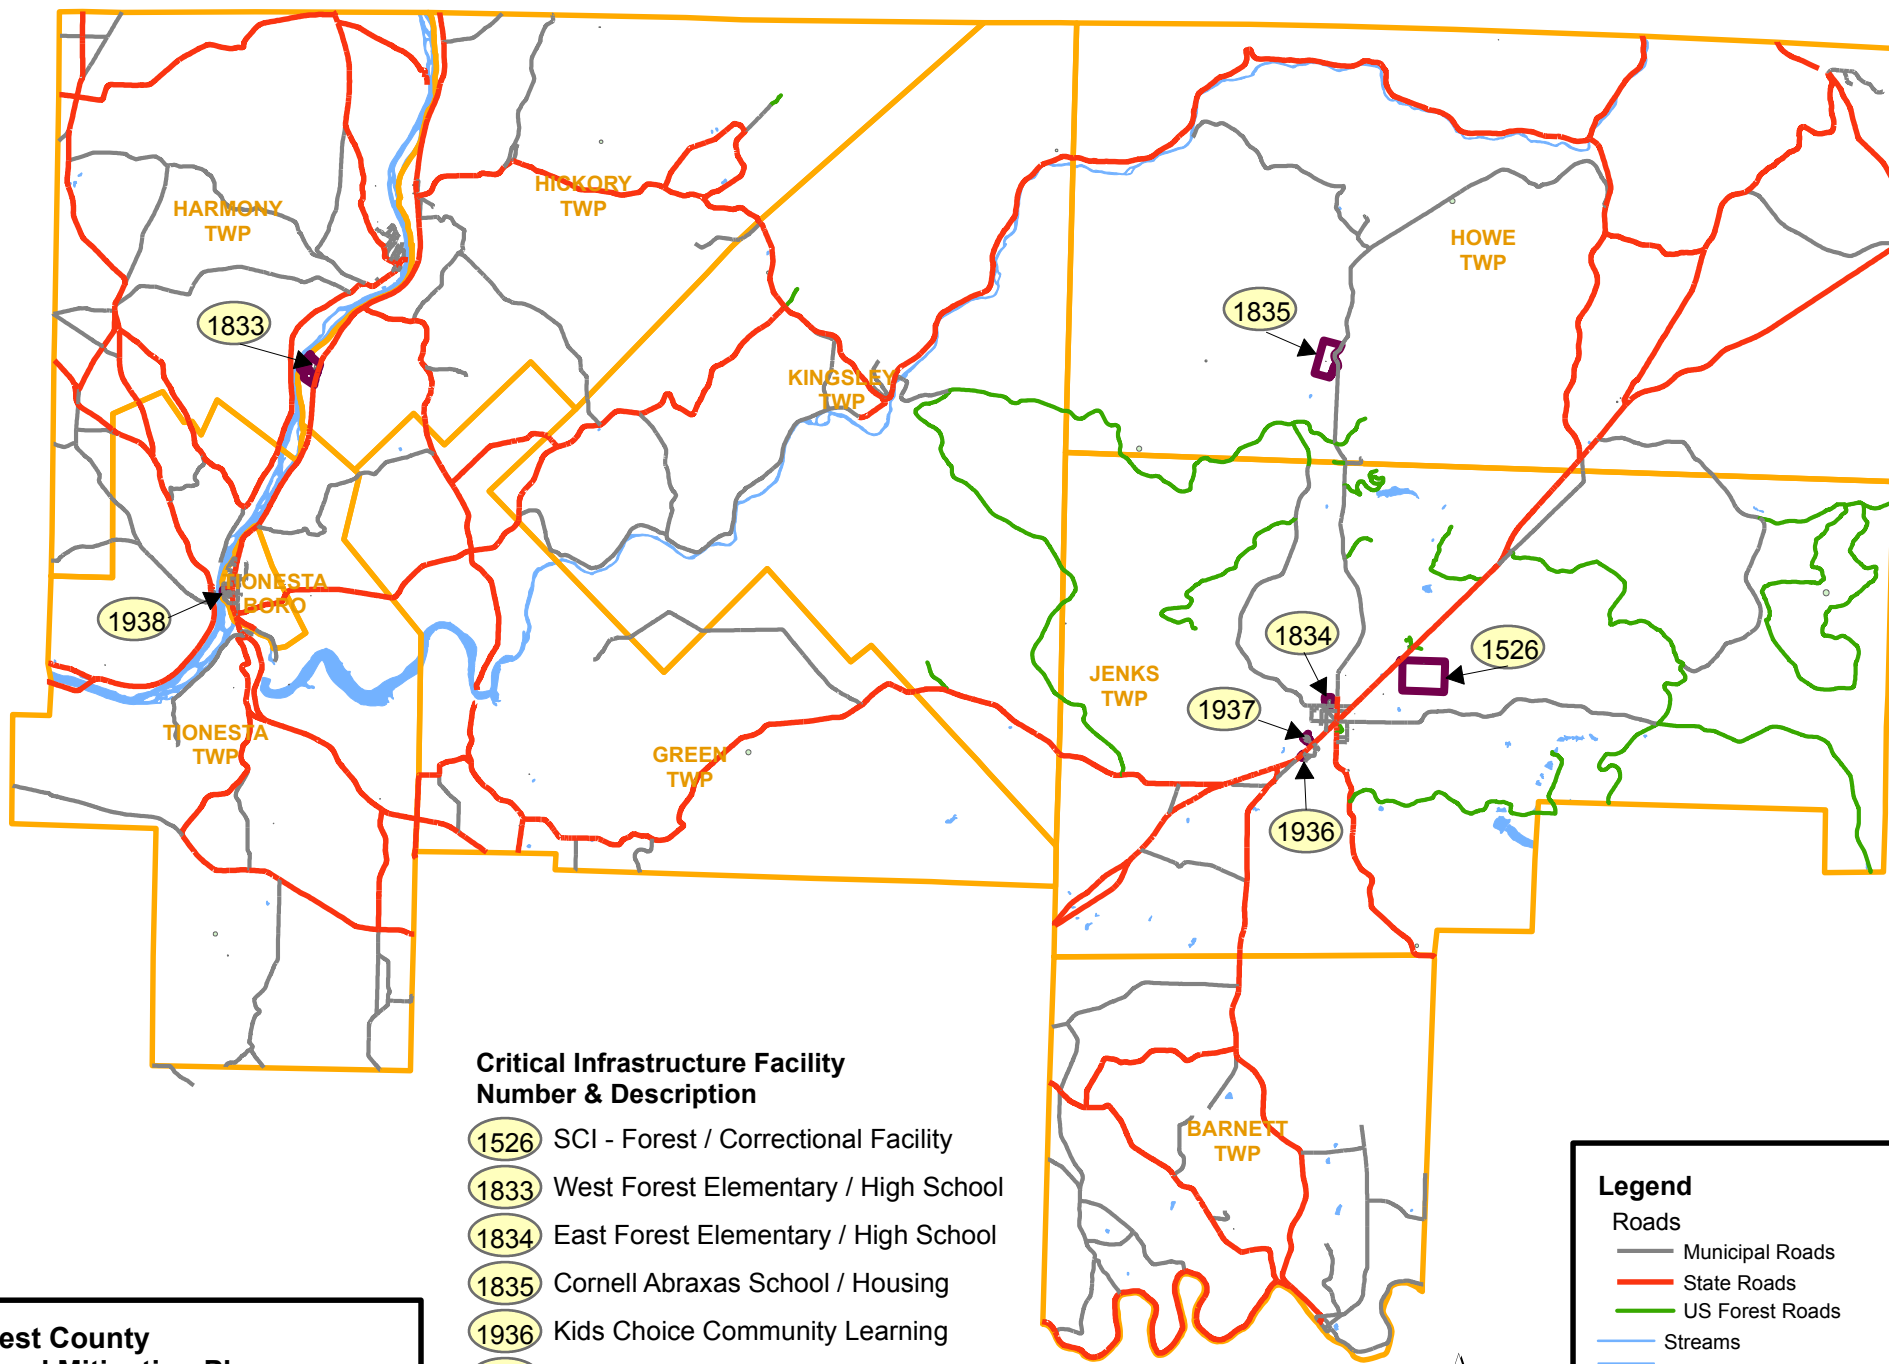 HARMONY
TWP
HICKORY
TWP
HOWE
TWP
1833
1835
KINGSLEY
TWP
TIONESTA
BORO
1938
1834
1526
JENKS
TWP
1937
TIONESTA
TWP
GREEN
TWP
1936
Critical Infrastructure Facility
Number & Description
1526 SCI - Forest / Correctional Facility
1833 West Forest Elementary / High School
1834 East Forest Elementary / High School
1835 Cornell Abraxas School / Housing
1936 Kids Choice Community Learning
BARNETT
TWP
Legend
Roads
Municipal Roads
State Roads
US Forest Roads
Streams
est County